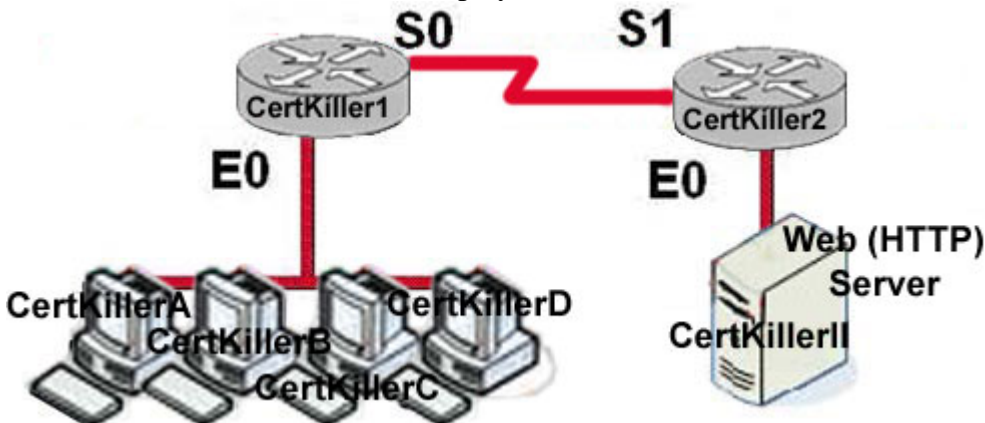 S0
S1
CertKiller1
CertKiller2
E0
E0
Web (HTTP)
Server
CertKillerA
CertKillerD
CertKillerB
CertKillerII
CertKillerC